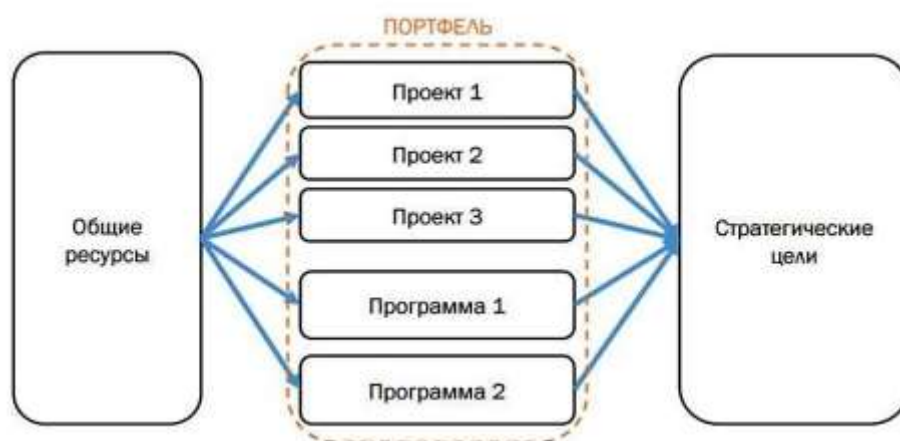 ПОРТФЕЛЬ
Общие
ресурсы
Проект 1
Проект 2
Проект 3
Программа 1
Программа 2
Стратегические
цели